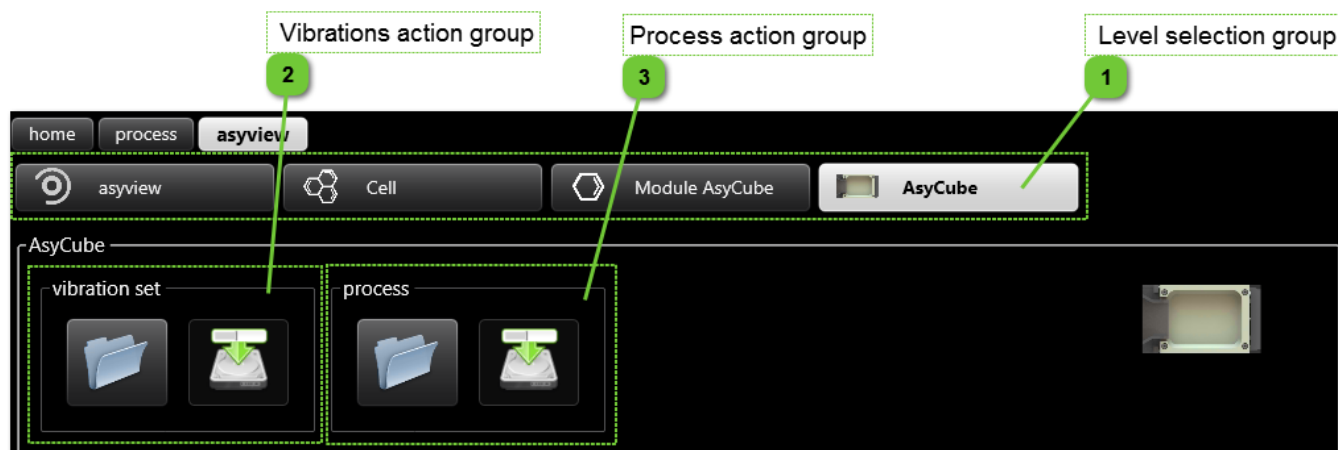 Vibrations action group
Process action group
Level selection group
2
3
1
home
process
asyview
asyview
Cell
Module AsyCube
AsyCube
AsyCube
vibration set
process